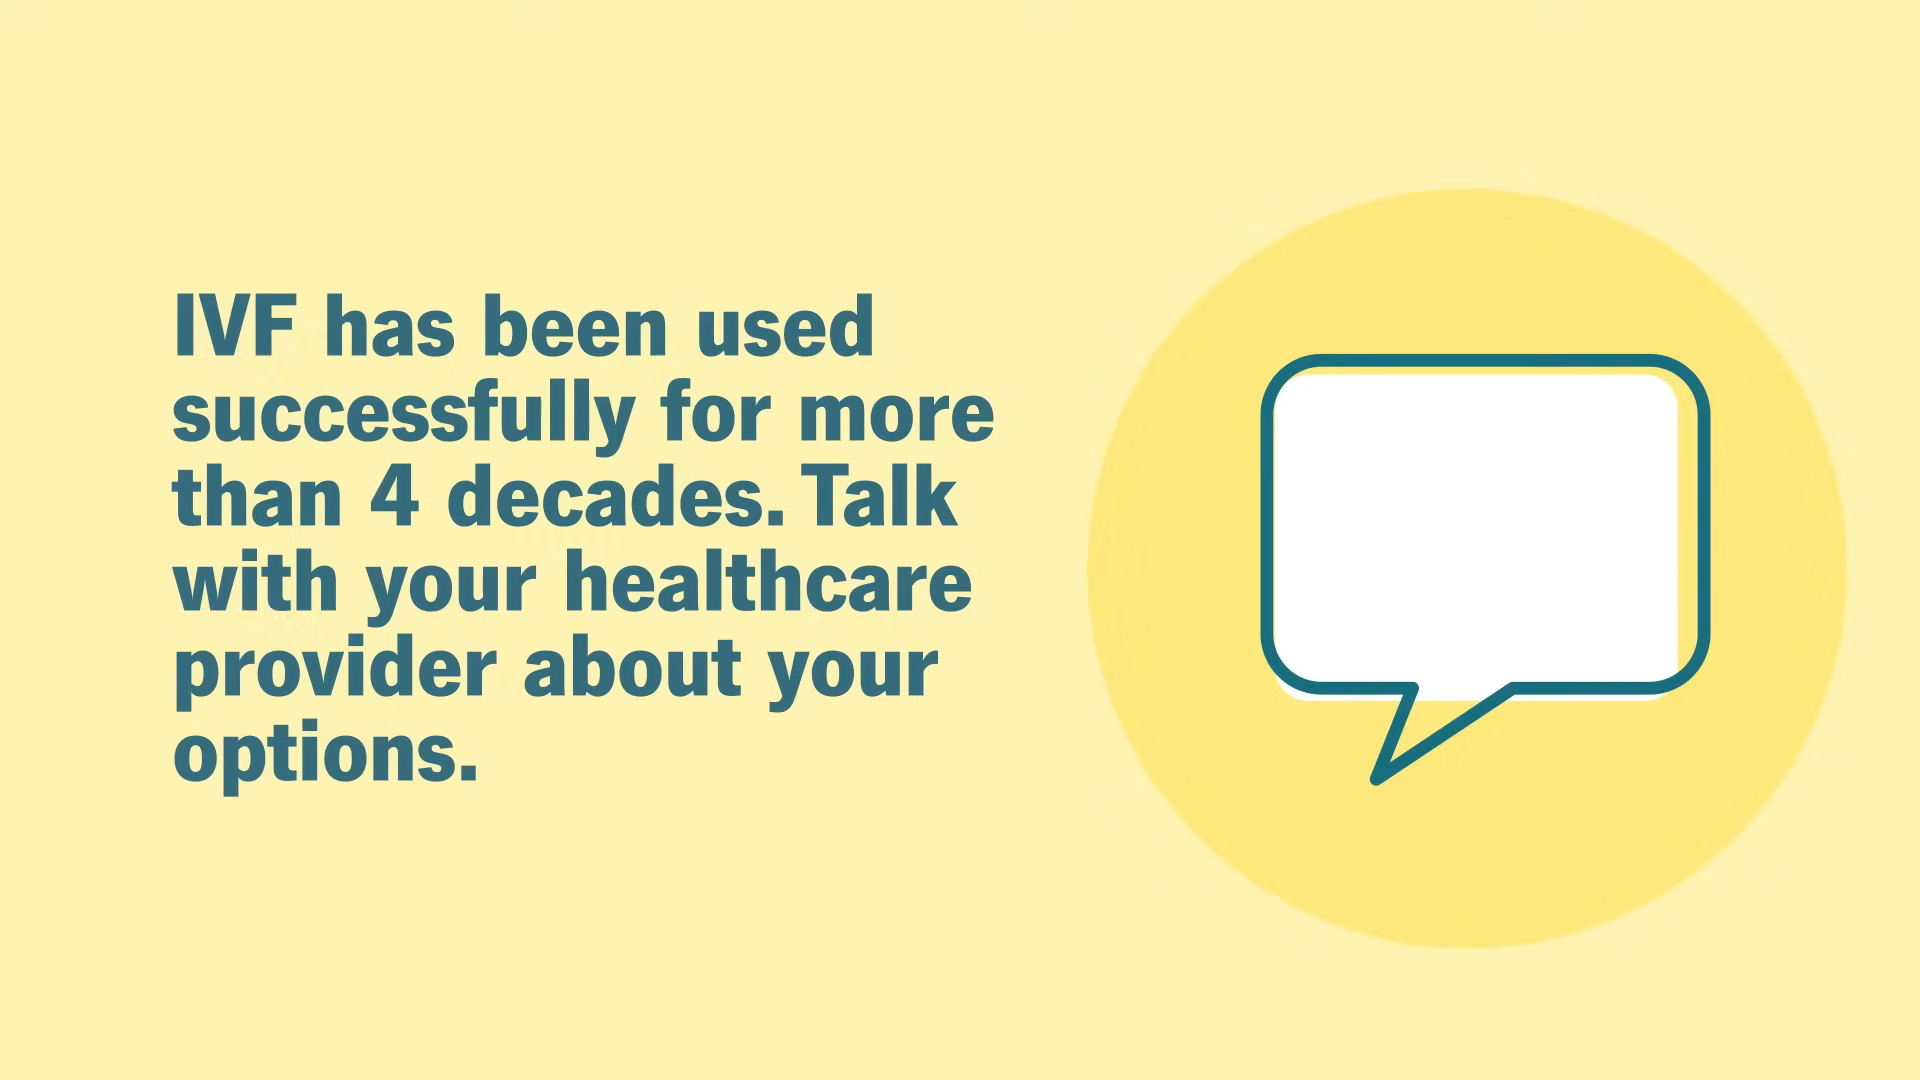 IVF has been used
successfully for more
than 4 decades. Talk
with your healthcare
provider about your
options.